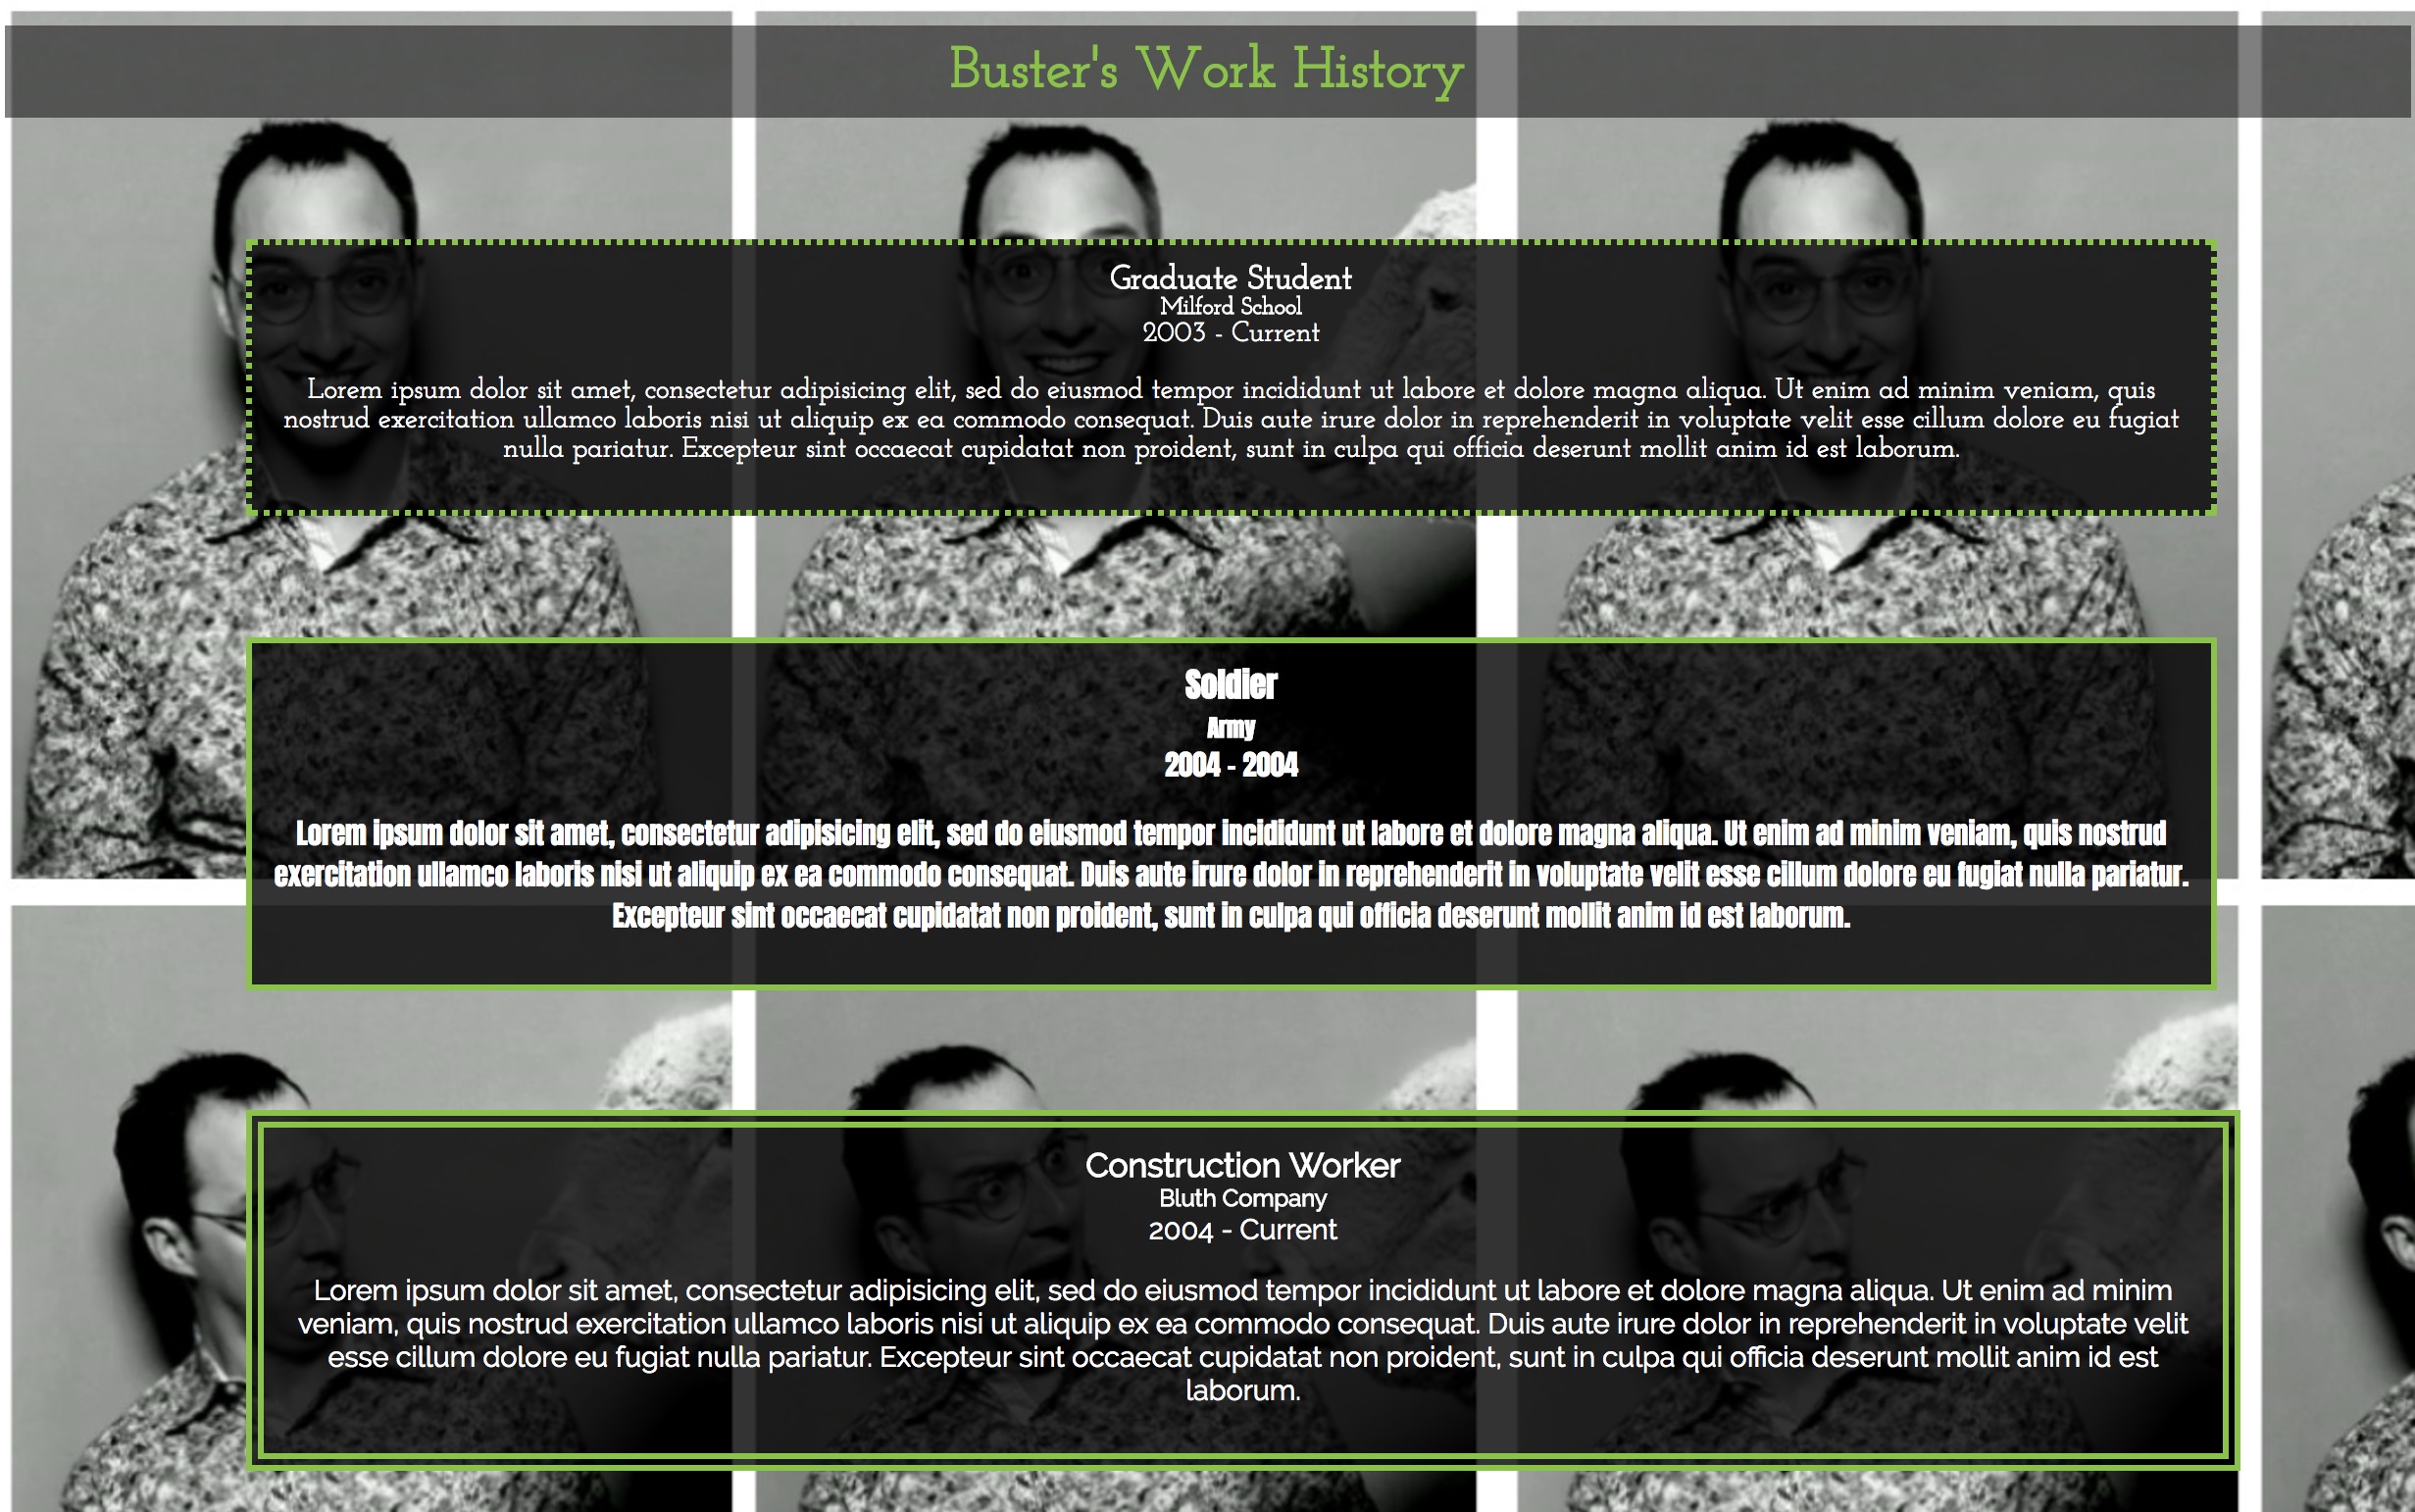 Buster's Work History
Graduate Student
Milford School
2003 - Current
Lorem ipsum dolor sit amet, consectetur adipisicing elit, sed do eiusmod tempor incididunt ut labore et dolore magna aliqua. Ut enim ad minim veniam, quis
nostrud exercitation ullamco laboris nisi ut aliquip ex ea commodo consequat. Duis aute irure dolor in reprehenderit in voluptate velit esse cillum dolore eu fugiat
nulla pariatur. Excepteur sint occaecat cupidatat non proident, sunt in culpa qui officia deserunt mollit anim id est laborum.
Soldier
Army
2004 - 2004
Lorem ipsum dolor sit amet, consectetur adipisicing elit, sed do eiusmod tempor incididunt ut labore et dolore magna aliqua. Ut enim ad minim veniam, quis nostrud
exercitation ullamco laboris nisi ut aliquip ex ea commodo consequat. Duis aute irure dolor in reprehenderit in voluptate velit esse cillum dolore eu fugiat nulla pariatur.
Excepteur sint occaecat cupidatat non proident, sunt in culpa qui officia deserunt mollit anim id est laborum.
Construction Worker
Bluth Company
2004 - Current
Lorem ipsum dolor sit amet, consectetur adipisicing elit, sed do eiusmod tempor incididunt ut labore et dolore magna aliqua. Ut enim ad minim
veniam, quis nostrud exercitation ullamco laboris nisi ut aliquip ex ea commodo consequat. Duis aute irure dolor in reprehenderit in voluptate velit
esse cillum dolore eu fugiat nulla pariatur. Excepteur sint occaecat cupidatat non proident, sunt in culpa qui officia deserunt mollit anim id est
laborum.